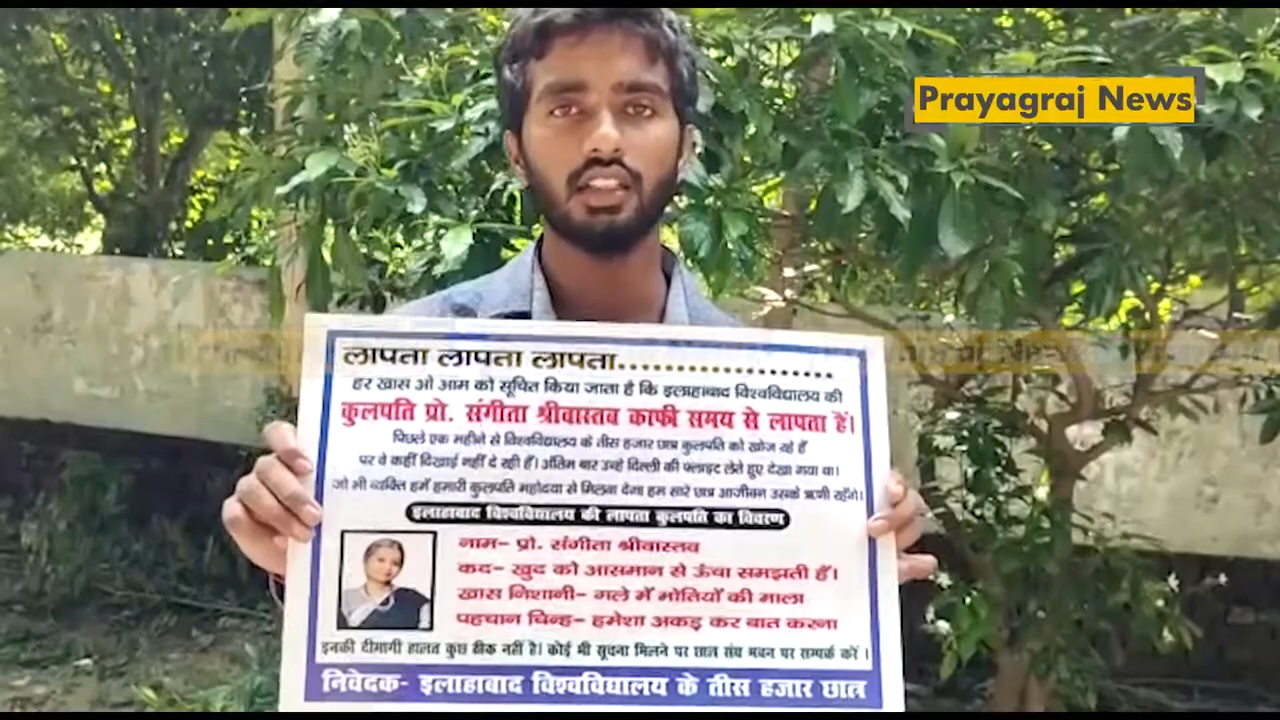 Prayagraj News
लापता लापता लापता....................
हर खास ओ आम को सूचित किया जाता है कि इलाहाबाद विश्वविद्यालय की
कुलपति प्रो. संगीता श्रीवास्तव काफी समय से लापता हैं।
पिछले एक महीने से विश्वविद्यालय के तीस हजार छात्र कुलपति को खोज रहे हैं
पर वे कहीं दिखाई नहीं दे रही हैं। अंतिम बार उन्हे दिल्ली की फ्लाइट लेते हुए देखा गया था।
जो भी व्यक्ति हमें हमारी कुलपति महोदया से मिलवा देगा हम सारे छात्र आजीवन उसके ऋणी रहेंगे।
इलाहाबाद विश्वविद्यालय की लापता कुलपति का विवरण
नाम- प्रो. संगीता श्रीवास्तव
कद- खुद को आसमान से ऊंचा समझती हैं।
खास निशानी- गले में मोतियों की माला
पहचान चिन्ह- हमेशा अकड़ कर बात करना
इनकी दीमागी हालत कुछ ठीक नहीं है। कोई भी सूचना मिलने पर छात्र संघ भवन पर सम्पर्क करें।
निवेदक- इलाहाबाद विश्वविद्यालय के तीस हजार छात्र